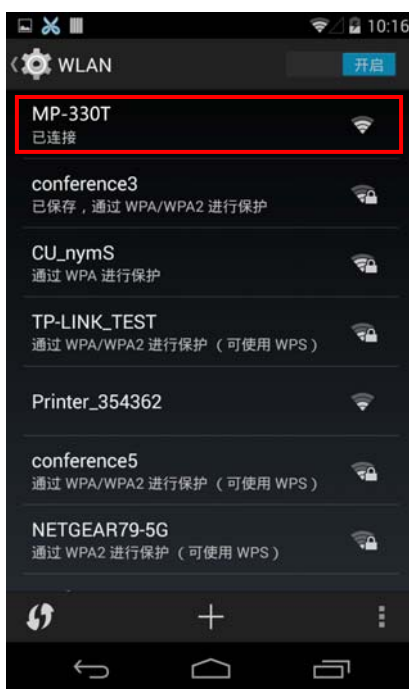 10:16
WLAN
开启
MP-330T
已连接
conference3
已保存，通过 WPA/WPA2 进行保护
CU_nymS
通过 WPA 进行保护
TP-LINK_TEST
通过 WPA/WPA2 进行保护 （可使用 WPS）
Printer_354362
conference5
通过 WPA/WPA2 进行保护 （可使用 WPS）
NETGEAR79-5G
通过 WPA2 进行保护 （可使用 WPS）